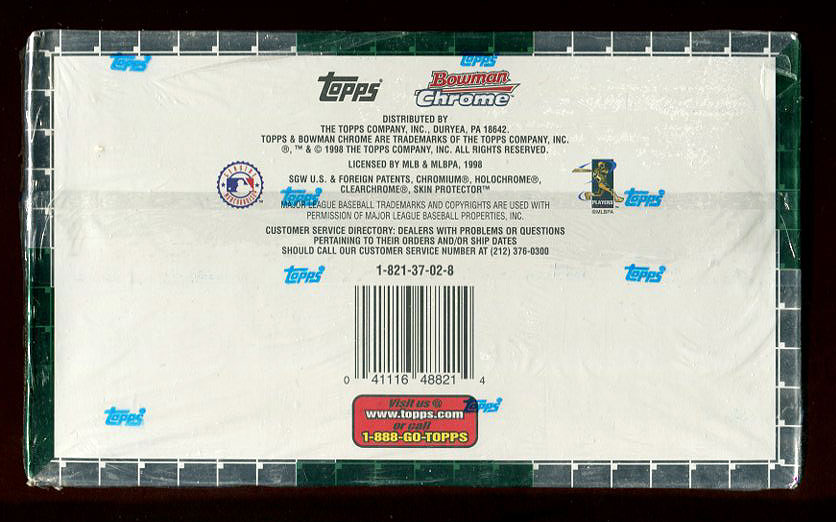 Topps
Topps
Topps
Bowman
Chrome™
DISTRIBUTED BY
THE TOPPS COMPANY, INC., DURYEA, PA 18642.
TOPPS & BOWMAN CHROME ARE TRADEMARKS OF THE TOPPS COMPANY, INC.
®, ™ & © 1998 THE TOPPS COMPANY, INC. ALL RIGHTS RESERVED.
LICENSED BY MLB & MLBPA, 1998
GENUINE
MERCHANDISE
SGW U.S. & FOREIGN PATENTS, CHROMIUM®, HOLOCHROME®,
CLEARCHROME®, SKIN PROTECTOR™
Topps
Topps
PLAYERS
©MLBPA
MAJOR LEAGUE BASEBALL TRADEMARKS AND COPYRIGHTS ARE USED WITH
PERMISSION OF MAJOR LEAGUE BASEBALL PROPERTIES, INC.
CUSTOMER SERVICE DIRECTORY: DEALERS WITH PROBLEMS OR QUESTIONS
PERTAINING TO THEIR ORDERS AND/OR SHIP DATES
SHOULD CALL OUR CUSTOMER SERVICE NUMBER AT (212) 376-0300
Topps
1-821-37-02-8
Topps
0 41116 48821 4
Topps
Visit us @
www.topps.com
Topps
or call
1-888-GO-TOPPS